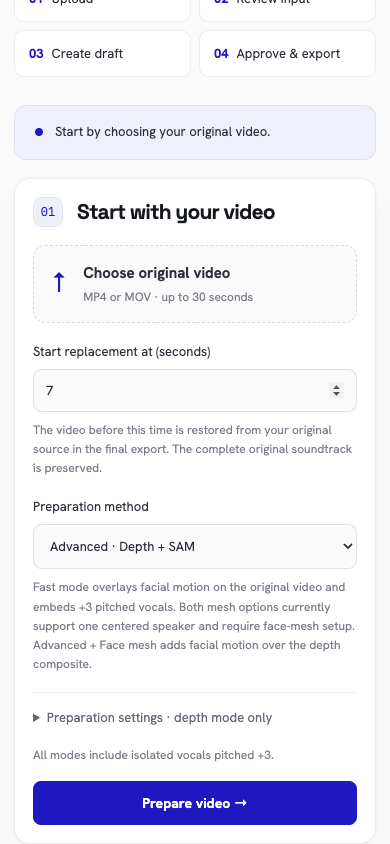 01 Upload
02 Review input
03 Create draft
04 Approve & export
Start by choosing your original video.
01 Start with your video
↑ Choose original video
MP4 or MOV · up to 30 seconds
Start replacement at (seconds)
7
The video before this time is restored from your original
source in the final export. The complete original soundtrack
is preserved.
Preparation method
Advanced · Depth + SAM
Fast mode overlays facial motion on the original video and
embeds +3 pitched vocals. Both mesh options currently
support one centered speaker and require face-mesh setup.
Advanced + Face mesh adds facial motion over the depth
composite.
▶ Preparation settings · depth mode only
All modes include isolated vocals pitched +3.
Prepare video →